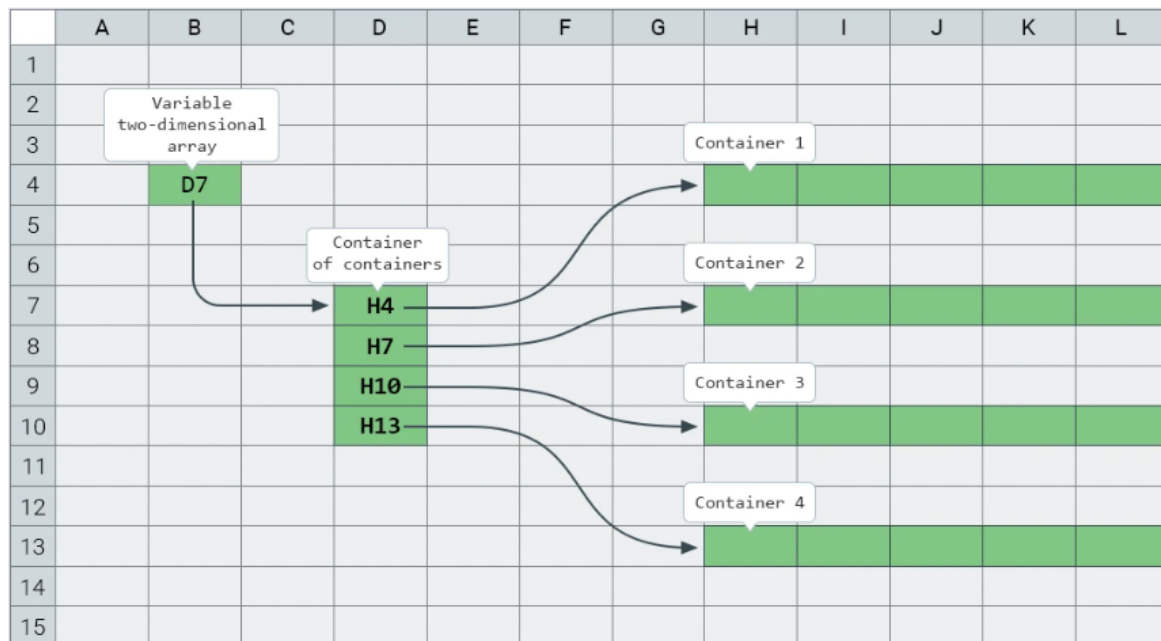 A B C D E F G H I J K L
1
2
Variable
two-dimensional
array
3
Container 1
4
D7
5
6
Container
of containers
Container 2
7
H4
8
H7
9
H10
Container 3
10
H13
11
12
Container 4
13
14
15